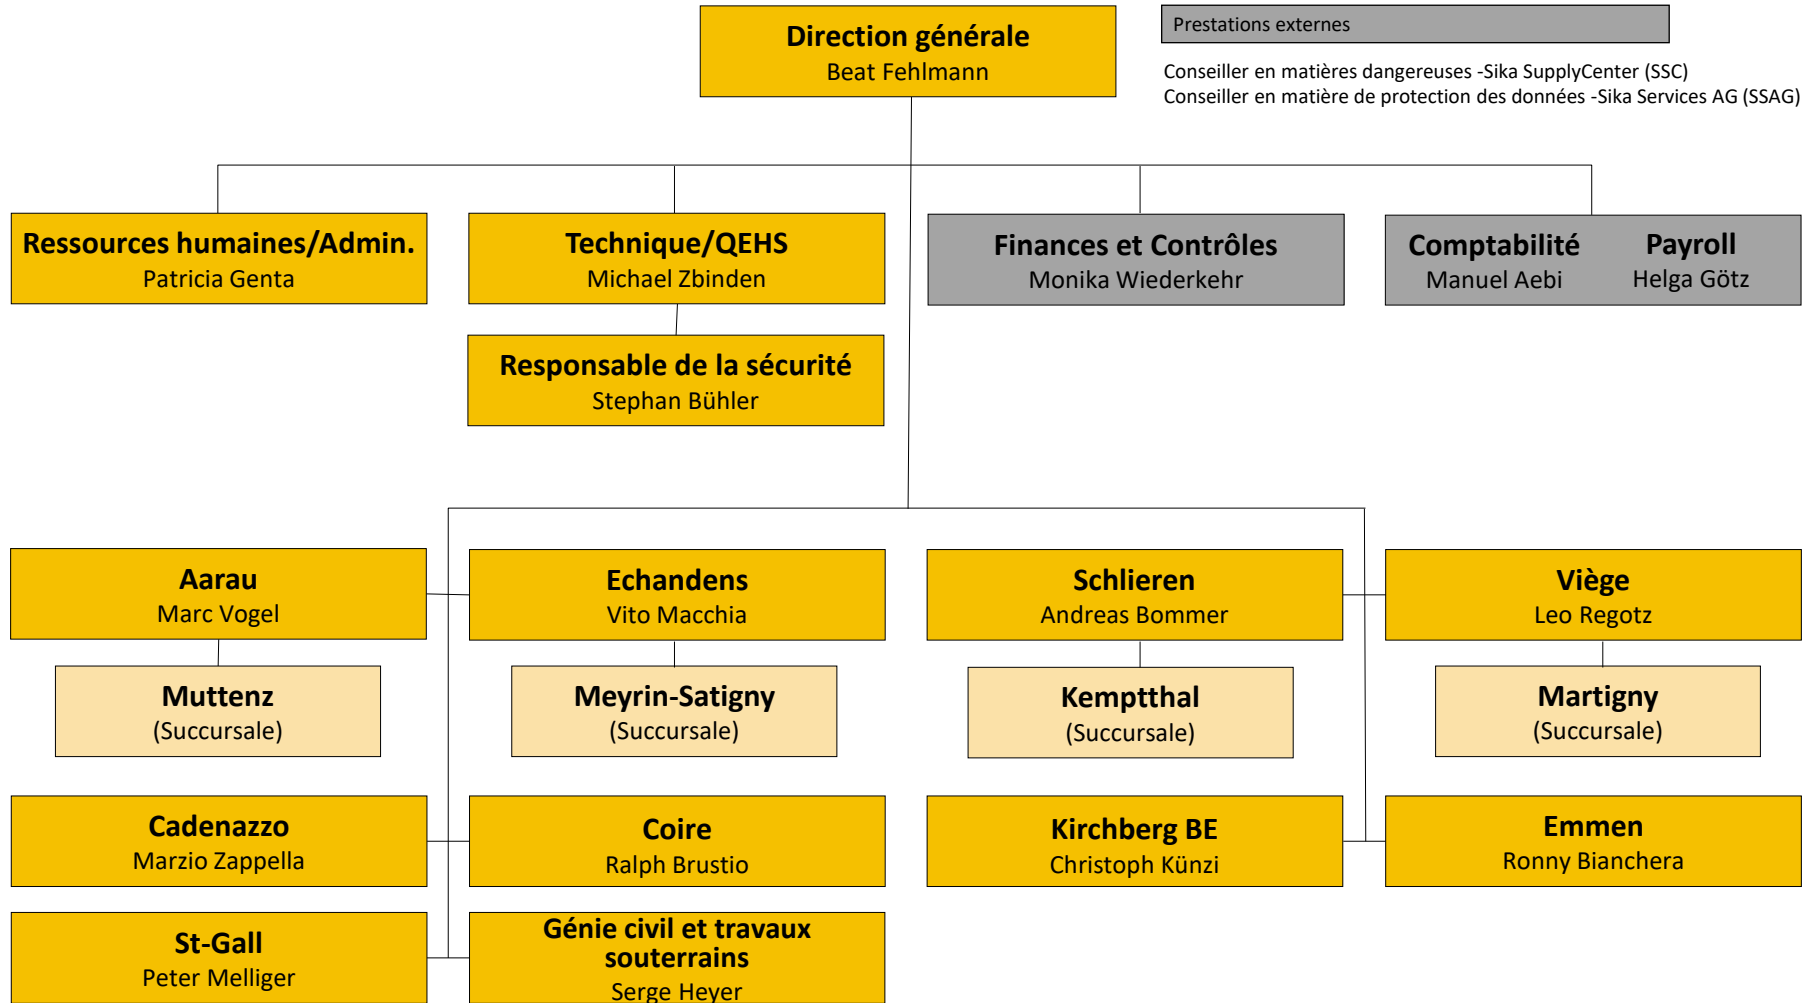 Direction générale
Beat Fehlmann
Prestations externes
Conseiller en matières dangereuses -Sika SupplyCenter (SSC)
Conseiller en matière de protection des données -Sika Services AG (SSAG)
Ressources humaines/Admin.
Patricia Genta
Technique/QEHS
Michael Zbinden
Finances et Contrôles
Monika Wiederkehr
Comptabilité
Manuel Aebi
Payroll
Helga Götz
Responsable de la sécurité
Stephan Bühler
Aarau
Marc Vogel
Echandens
Vito Macchia
Schlieren
Andreas Bommer
Viège
Leo Regotz
Muttenz
(Succursale)
Meyrin-Satigny
(Succursale)
Kemptthal
(Succursale)
Martigny
(Succursale)
Cadenazzo
Marzio Zappella
Coire
Ralph Brustio
Kirchberg BE
Christoph Künzi
Emmen
Ronny Bianchera
St-Gall
Peter Melliger
Génie civil et travaux
souterrains
Serge Heyer